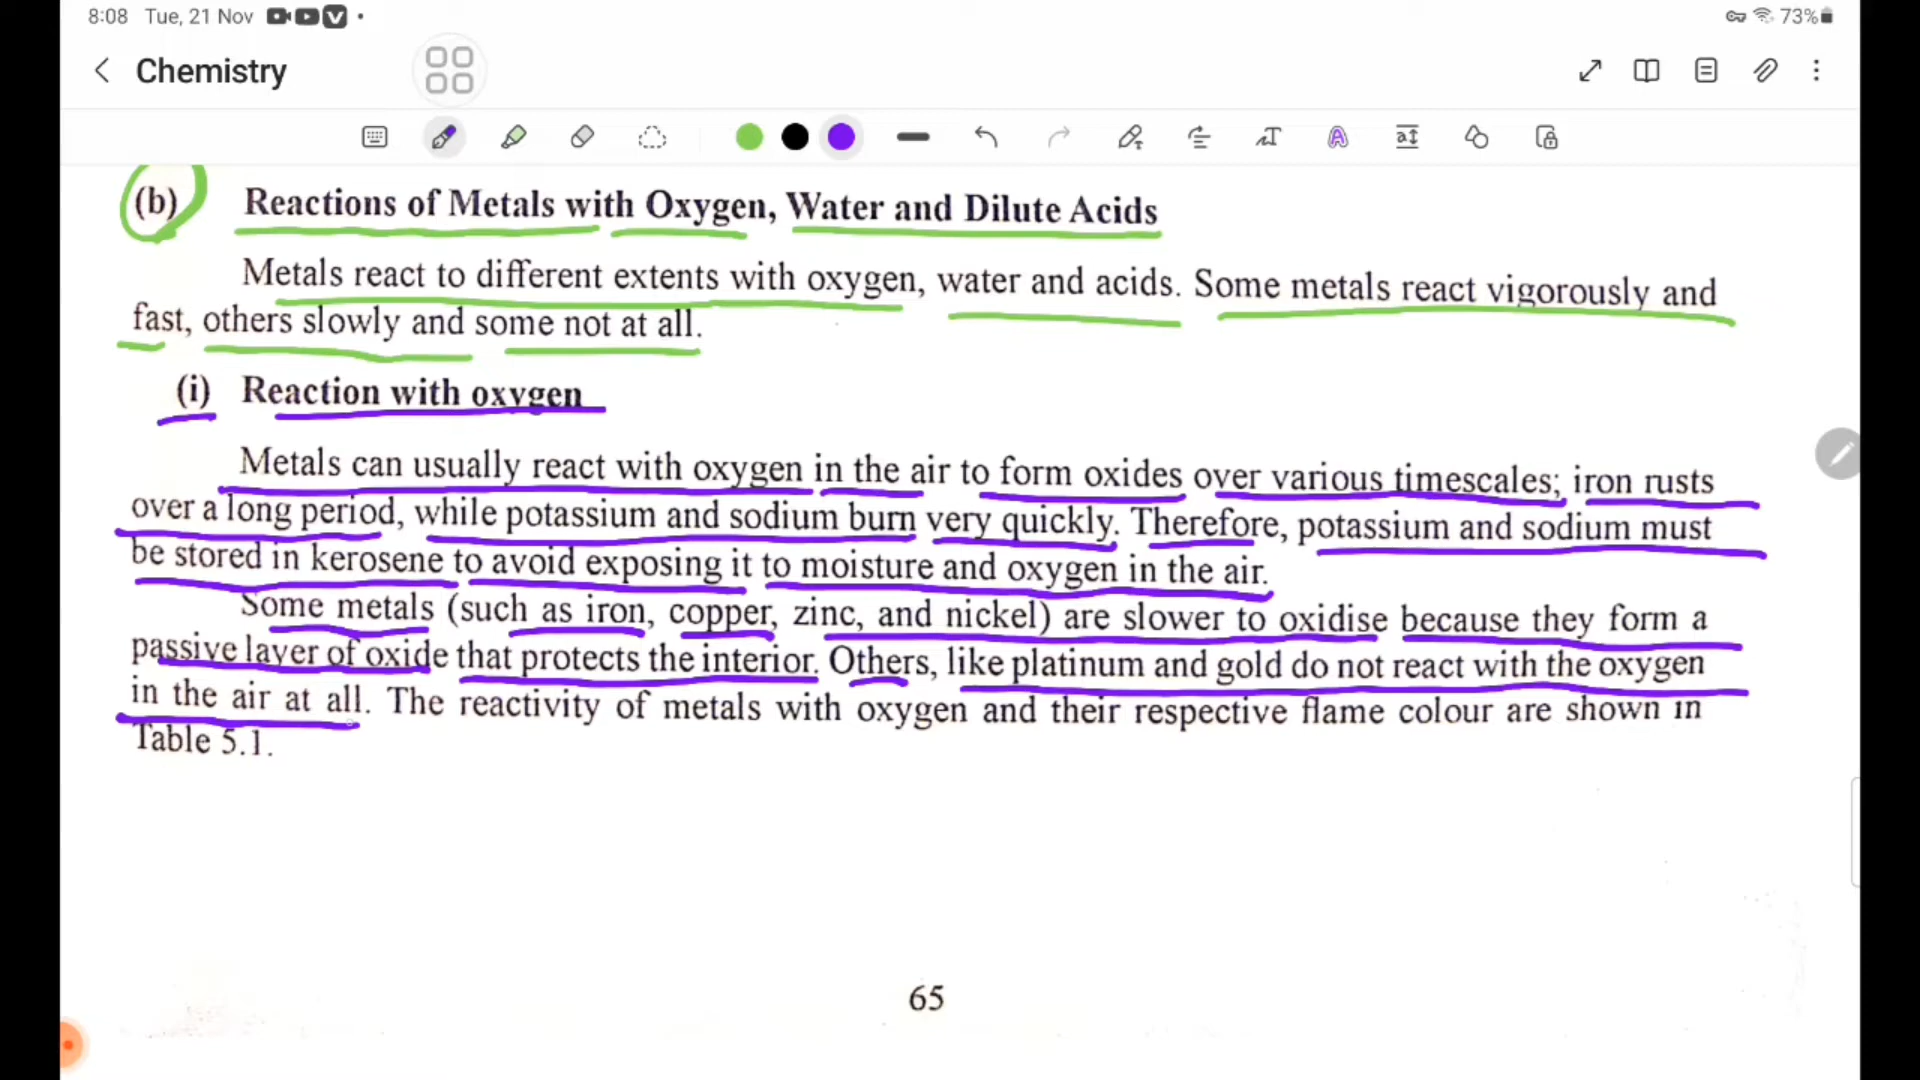 8:08 Tue, 21 Nov
73%
Chemistry
(b) Reactions of Metals with Oxygen, Water and Dilute Acids
Metals react to different extents with oxygen, water and acids. Some metals react vigorously and
fast, others slowly and some not at all.
(i) Reaction with oxygen
Metals can usually react with oxygen in the air to form oxides over various timescales; iron rusts
over a long period, while potassium and sodium burn very quickly. Therefore, potassium and sodium must
be stored in kerosene to avoid exposing it to moisture and oxygen in the air.
Some metals (such as iron, copper, zinc, and nickel) are slower to oxidise because they form a
passive layer of oxide that protects the interior. Others, like platinum and gold do not react with the oxygen
in the air at all. The reactivity of metals with oxygen and their respective flame colour are shown in
Table 5.1.
65